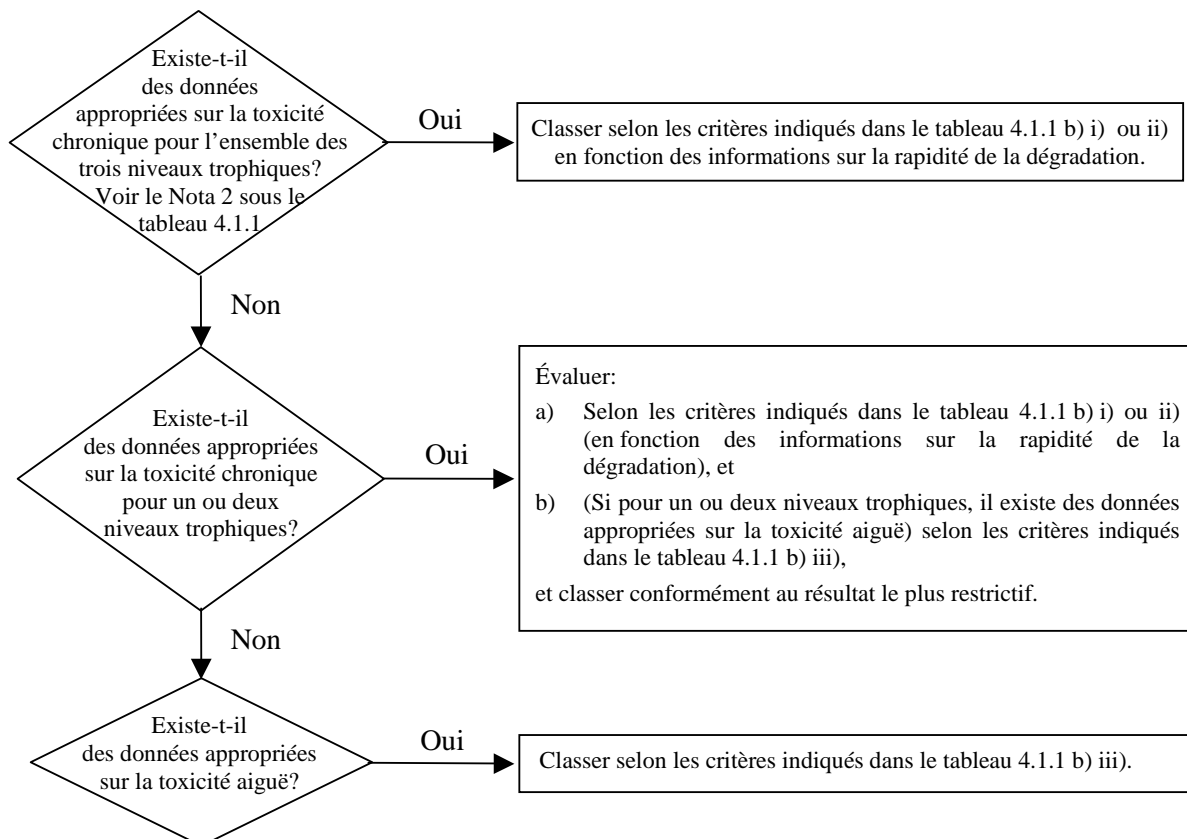 Existe-t-il
des données
appropriées sur la toxicité
chronique pour l'ensemble des
trois niveaux trophiques?
Voir le Nota 2 sous le
tableau 4.1.1
Oui
Classer selon les critères indiqués dans le tableau 4.1.1 b) i) ou ii)
en fonction des informations sur la rapidité de la dégradation.
Non
Existe-t-il
des données appropriées
sur la toxicité chronique
pour un ou deux
niveaux trophiques?
Oui
Évaluer:
a) Selon les critères indiqués dans le tableau 4.1.1 b) i) ou ii)
(en fonction des informations sur la rapidité de la
dégradation), et
b) (Si pour un ou deux niveaux trophiques, il existe des données
appropriées sur la toxicité aiguë) selon les critères indiqués
dans le tableau 4.1.1 b) iii),
et classer conformément au résultat le plus restrictif.
Non
Existe-t-il
des données appropriées
sur la toxicité aiguë?
Oui
Classer selon les critères indiqués dans le tableau 4.1.1 b) iii).